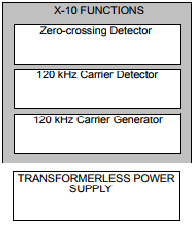 X-10 FUNCTIONS
Zero-crossing Detector
120 kHz Carrier Detector
120 kHz Carrier Generator
TRANSFORMERLESS POWER
SUPPLY